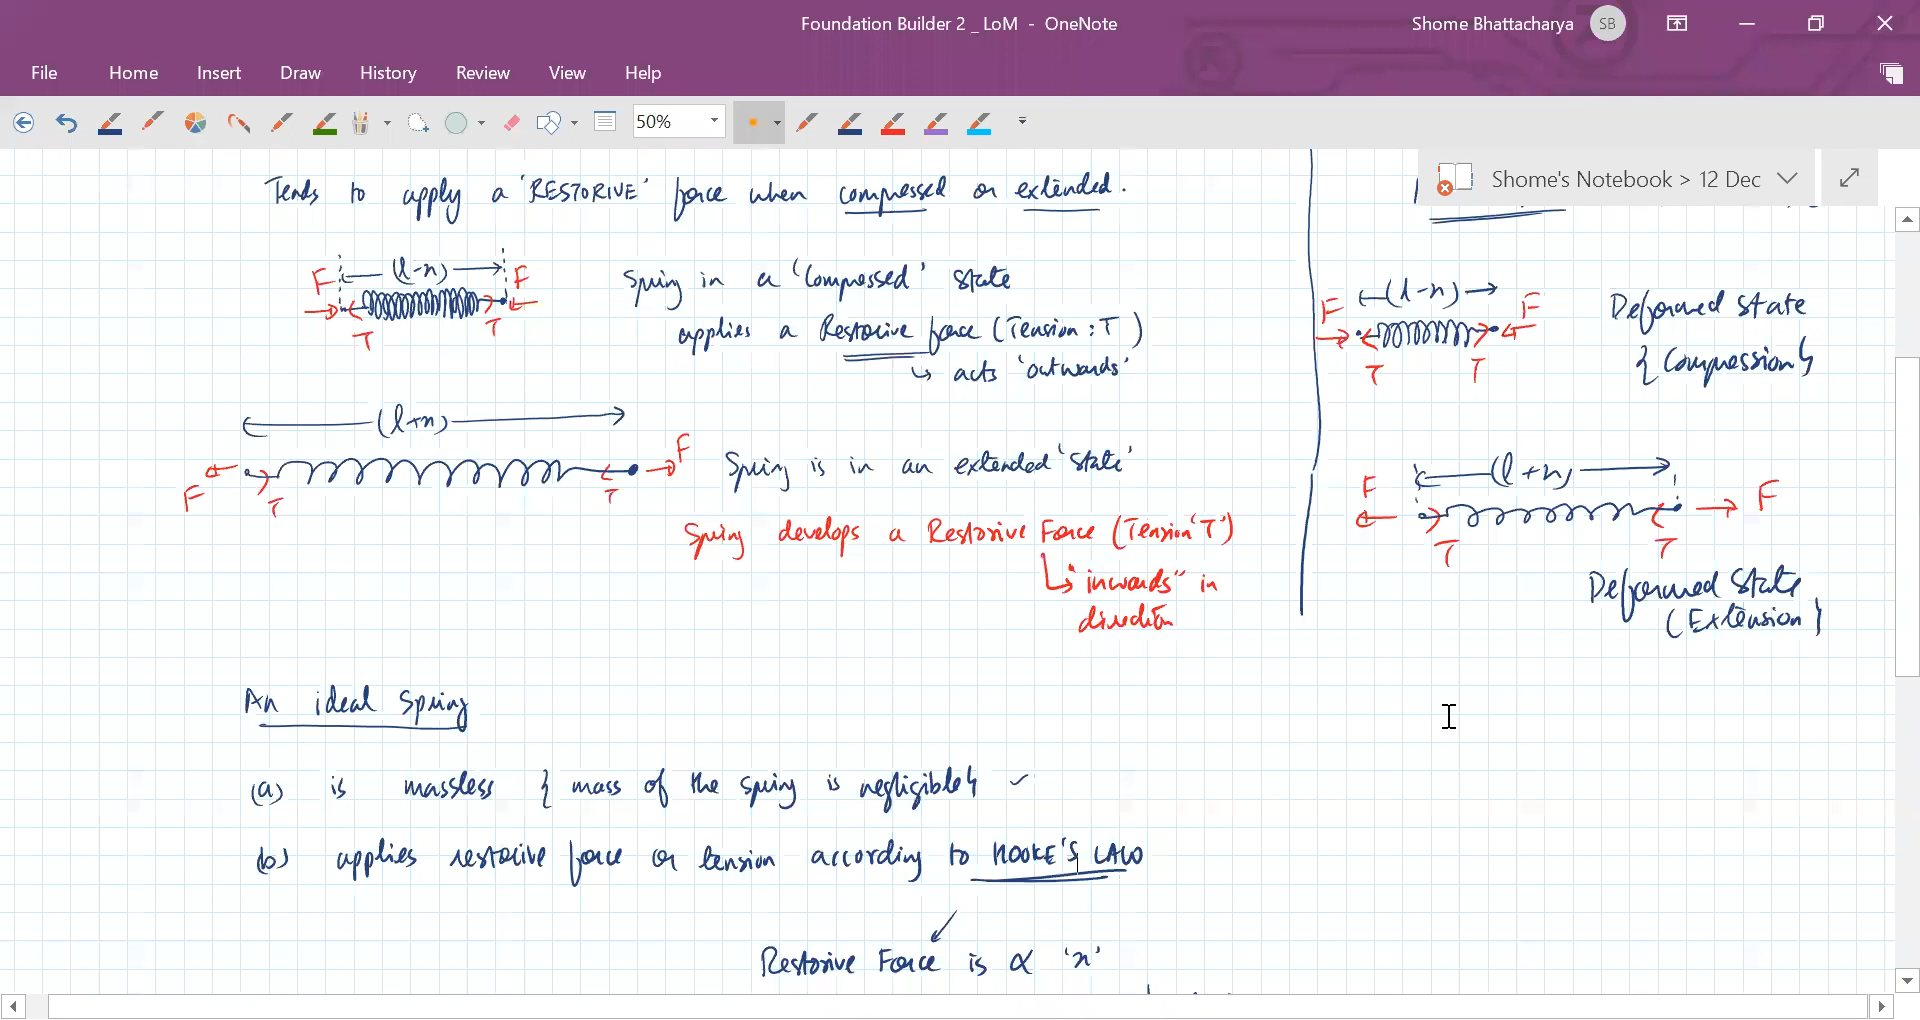 Foundation Builder 2 _ LoM - OneNote
Shome Bhattacharya
SB
File
Home
Insert
Draw
History
Review
View
Help
50%
Shome's Notebook > 12 Dec
Tends to apply a 'RESTORIVE' force when compressed or extended.
(l-x)
F
F
T
T
Spring in a 'Compressed' state
applies a Restorive force (Tension : T)
↳ acts 'outwards'
(l+x)
F
F
T
T
Spring is in an extended 'state'
Spring develops a Restorive Force (Tension 'T')
↳ "inwards" in
direction
(l-x)
F
F
T
T
Deformed State
{Compression}
(l+x)
F
F
T
T
Deformed State
(Extension)
An ideal Spring
(a) is massless { mass of the spring is negligible} ✓
(b) applies restorive force or tension according to HOOKE'S LAW
Restorive Force is ∝ 'x'